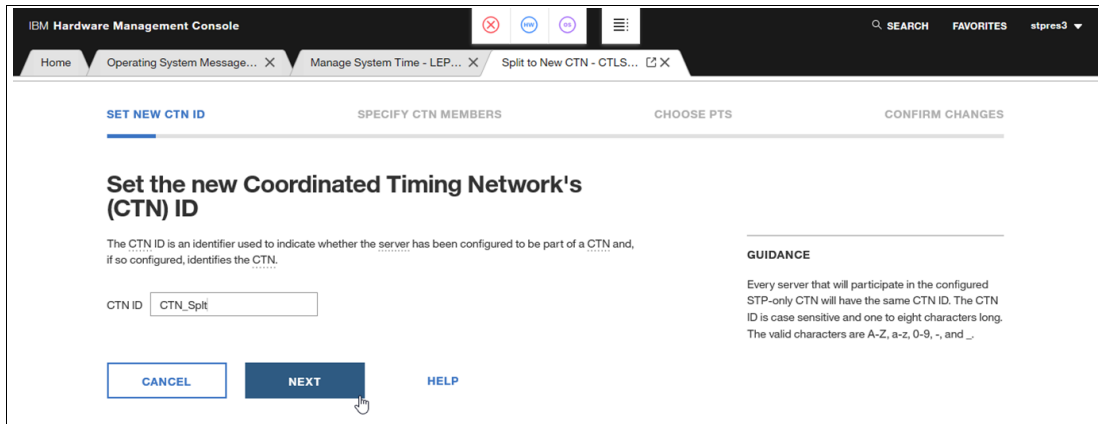 IBM Hardware Management Console
HW
OS
SEARCH
FAVORITES
stpres3
Home
Operating System Message...
Manage System Time - LEP...
Split to New CTN - CTLS...
SET NEW CTN ID
SPECIFY CTN MEMBERS
CHOOSE PTS
CONFIRM CHANGES
Set the new Coordinated Timing Network's
(CTN) ID
The CTN ID is an identifier used to indicate whether the server has been configured to be part of a CTN and,
if so configured, identifies the CTN.
CTN ID
CTN_Splt
GUIDANCE
Every server that will participate in the configured
STP-only CTN will have the same CTN ID. The CTN
ID is case sensitive and one to eight characters long.
The valid characters are A-Z, a-z, 0-9, -, and _.
CANCEL
NEXT
HELP